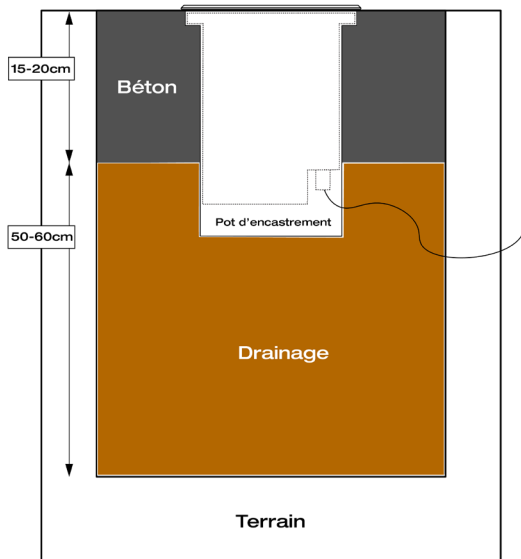 15-20cm
Béton
Pot d'encastrement
50-60cm
Drainage
Terrain